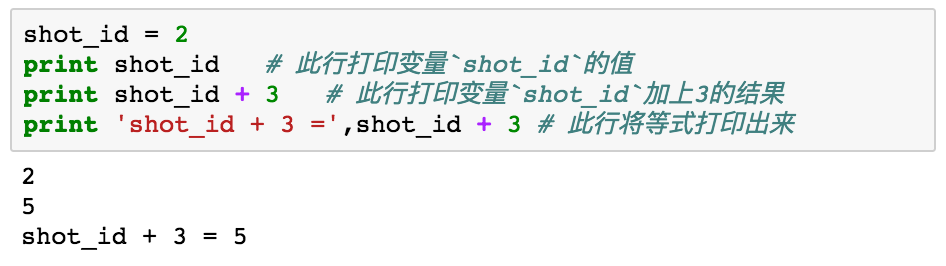 shot_id = 2
print shot_id   # 此行打印变量`shot_id`的值
print shot_id + 3   # 此行打印变量`shot_id`加上3的结果
print 'shot_id + 3 =',shot_id + 3 # 此行将等式打印出来
2
5
shot_id + 3 = 5